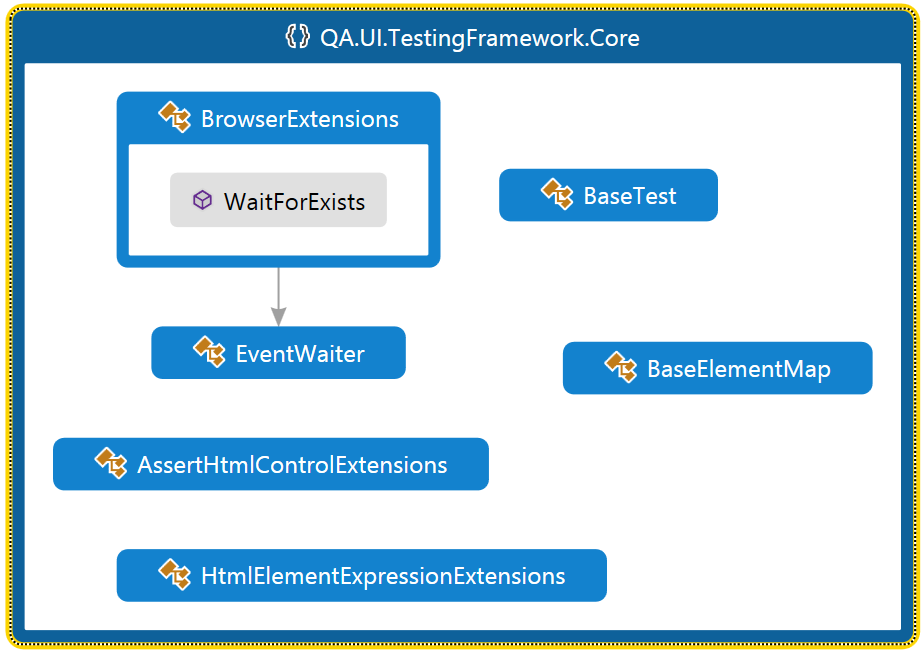 QA.UI.TestingFramework.Core
BrowserExtensions
WaitForExists
BaseTest
EventWaiter
BaseElementMap
AssertHtmlControlExtensions
HtmlElementExpressionExtensions